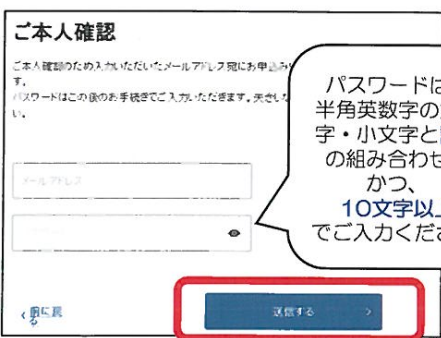 ご本人確認
ご本人確認のため入力いただいたメールアドレス宛にお申込み
す。
パスワードはこの後のお手続きでご入力いただきます。
い。
パスワードは
半角英数字の
字・小文字と
の組み合わせ
かつ、
10文字以上
でご入力くださ
メールアドレス
前に戻
る
送信する